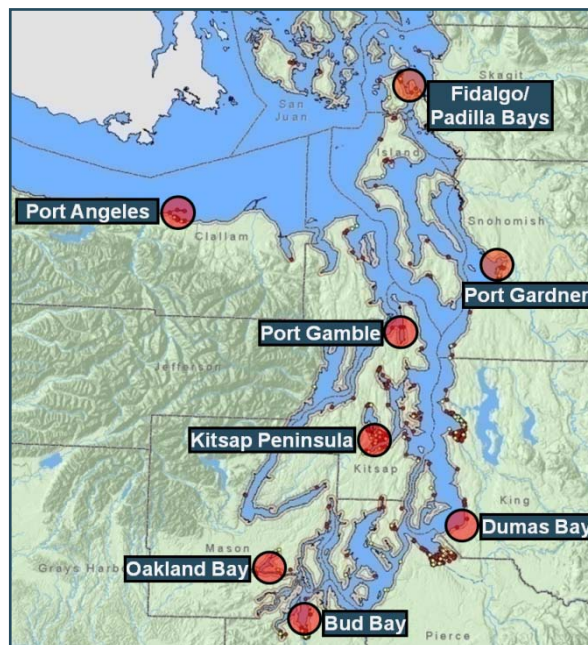 Skagit
Fidalgo/
Padilla Bays
San
Juan
Island
Port Angeles
Clallam
Snohomish
Port Gardner
Port Gamble
Jefferson
Kitsap Peninsula
Kitsap
King
Dumas Bay
Mason
Grays Harbor
Oakland Bay
Bud Bay
Pierce